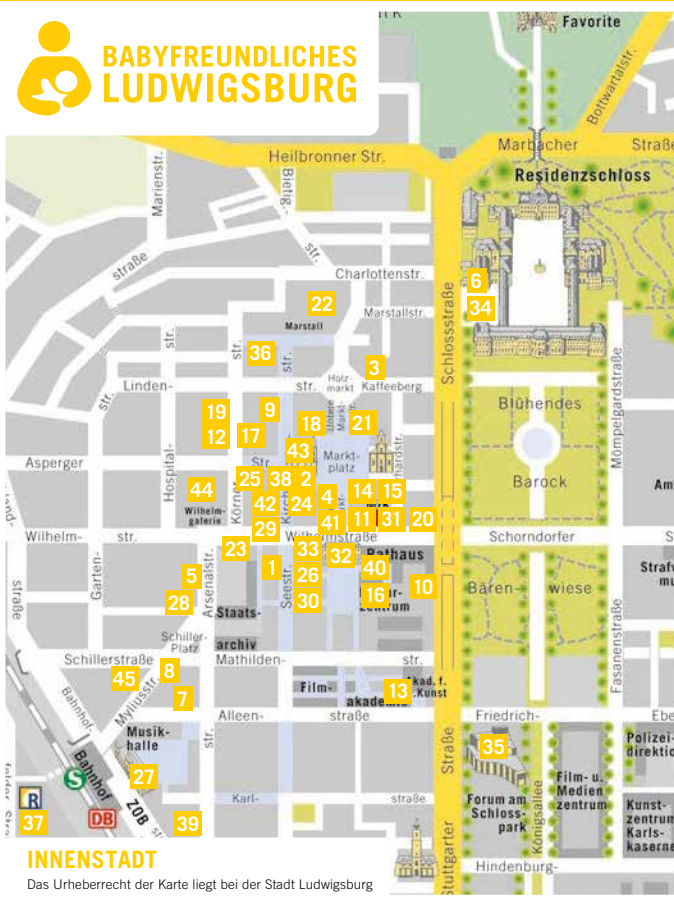 BABYFREUNDLICHES
LUDWIGSBURG
Favorite
Bottwartalstr.
Marbacher
Straße
Heilbronner Str.
Marienstr.
Bietig.-
str.
Residenzschloss
straße
Charlottenstr.
6
22
Marstallstr.
34
Marstall
Schlossstraße
str.
str.
36
str.
3
Holz-
markt
Kaffeeberg
Linden-
str.
str.
Mömpelgardstraße
Blühendes
19
9
18
Untere
Markt-
21
12
17
43
Markt-
platz
Asperger
Str.
Hospital-
44
25
38
2
Barock
Körner
42
Kirch
24
4
14
15
Wilhelm-
galerie
41
11
31
20
29
Wilhelm-
str.
Wilhelmstraße
Schorndorfer
23
33
32
Rathaus
Garten-
5
1
26
40
Bären-
wiese
10
28
Arsenalstr.
Seestr.
30
16
zentrum
straße
Staats-
archiv
Schiller-
Platz
Fasanenstraße
Schillerstraße
Mathilden-
str.
45
8
Film-
akademie
13
Akad. f.
Kunst
7
Myliusstr.
Bahnhof-
Alleen-
straße
Friedrich-
Musik-
halle
str.
Straße
35
Polizei-
S
Bahnhof
27
Film- u.
Medien
zentrum
R
37
DB
ZOB
39
Karl-
straße
Forum am
Schloss-
park
Königsallee
Kunst-
zentrum
Karls-
kaserne
Stuttgarter
Hindenburg-
INNENSTADT
Das Urheberrecht der Karte liegt bei der Stadt Ludwigsburg